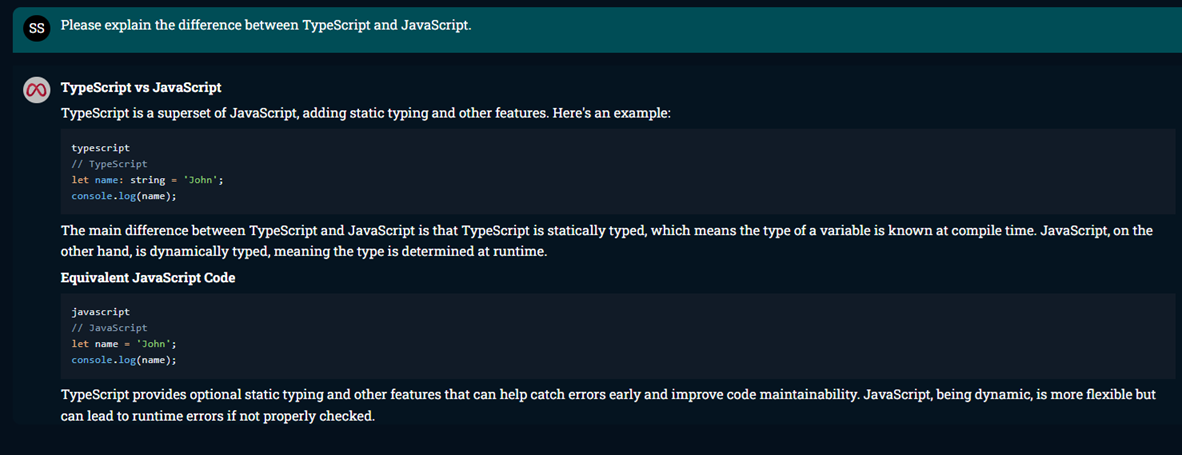 SS
Please explain the difference between TypeScript and JavaScript.
TypeScript vs JavaScript
TypeScript is a superset of JavaScript, adding static typing and other features. Here's an example:
typescript
// TypeScript
let name: string = 'John';
console.log(name);
The main difference between TypeScript and JavaScript is that TypeScript is statically typed, which means the type of a variable is known at compile time. JavaScript, on the
other hand, is dynamically typed, meaning the type is determined at runtime.
Equivalent JavaScript Code
javascript
// JavaScript
let name = 'John';
console.log(name);
TypeScript provides optional static typing and other features that can help catch errors early and improve code maintainability. JavaScript, being dynamic, is more flexible but
can lead to runtime errors if not properly checked.